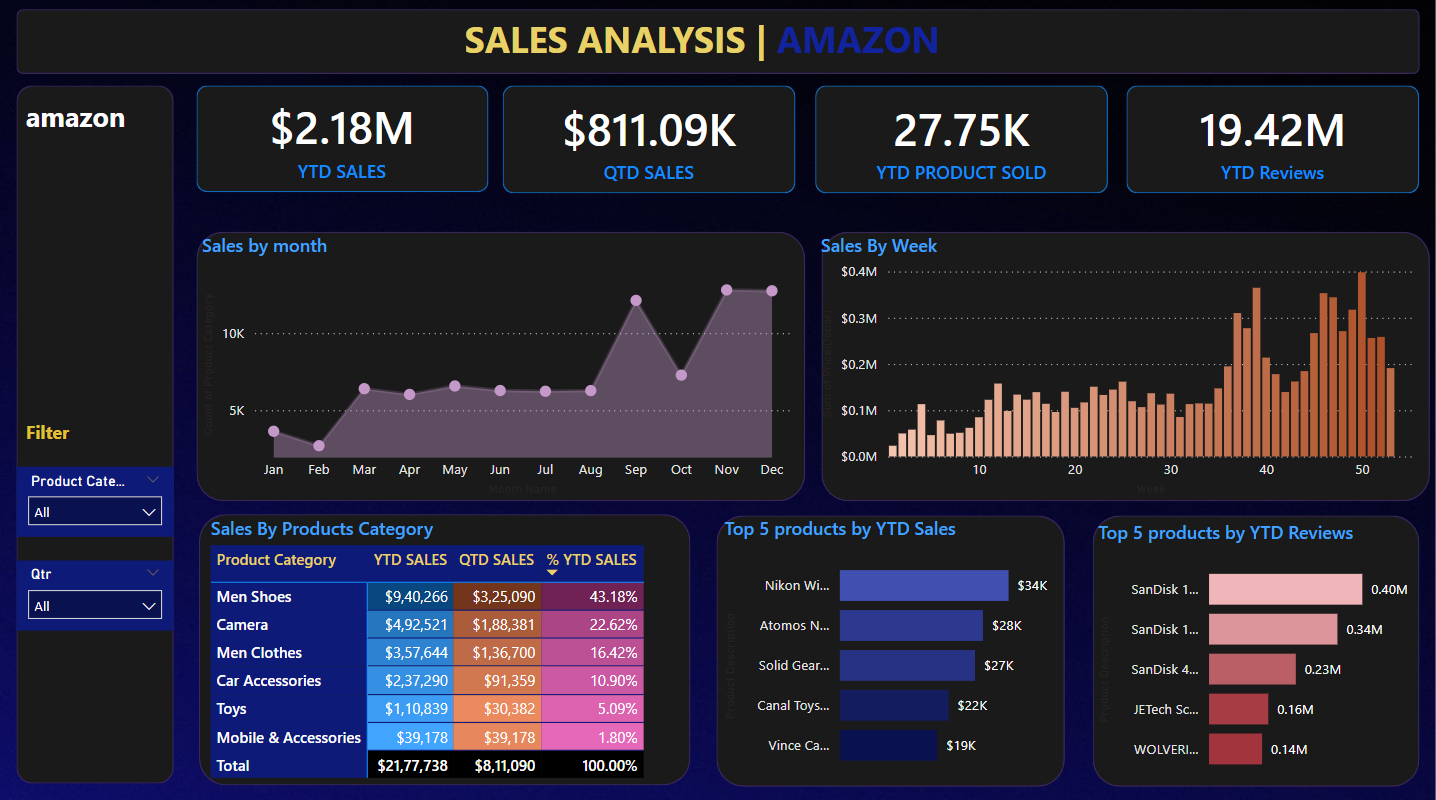 SALES ANALYSIS | AMAZON
amazon
Filter
Product Cate...
All
Qtr
All
$2.18M
YTD SALES
$811.09K
QTD SALES
27.75K
YTD PRODUCT SOLD
19.42M
YTD Reviews
Sales by month
Count of Product Category
10K
5K
Jan Feb Mar Apr May Jun Jul Aug Sep Oct Nov Dec
Month Name
Sales By Week
$0.4M
$0.3M
$0.2M
$0.1M
$0.0M
10 20 30 40 50
Week
Sales By Products Category
Product Category YTD SALES QTD SALES % YTD SALES
Men Shoes $9,40,266 $3,25,090 43.18%
Camera $4,92,521 $1,88,381 22.62%
Men Clothes $3,57,644 $1,36,700 16.42%
Car Accessories $2,37,290 $91,359 10.90%
Toys $1,10,839 $30,382 5.09%
Mobile & Accessories $39,178 $39,178 1.80%
Total $21,77,738 $8,11,090 100.00%
Top 5 products by YTD Sales
Product Description
Nikon Wi... $34K
Atomos N... $28K
Solid Gear... $27K
Canal Toys... $22K
Vince Ca... $19K
Top 5 products by YTD Reviews
Product Description
SanDisk 1... 0.40M
SanDisk 1... 0.34M
SanDisk 4... 0.23M
JETech Sc... 0.16M
WOLVERI... 0.14M